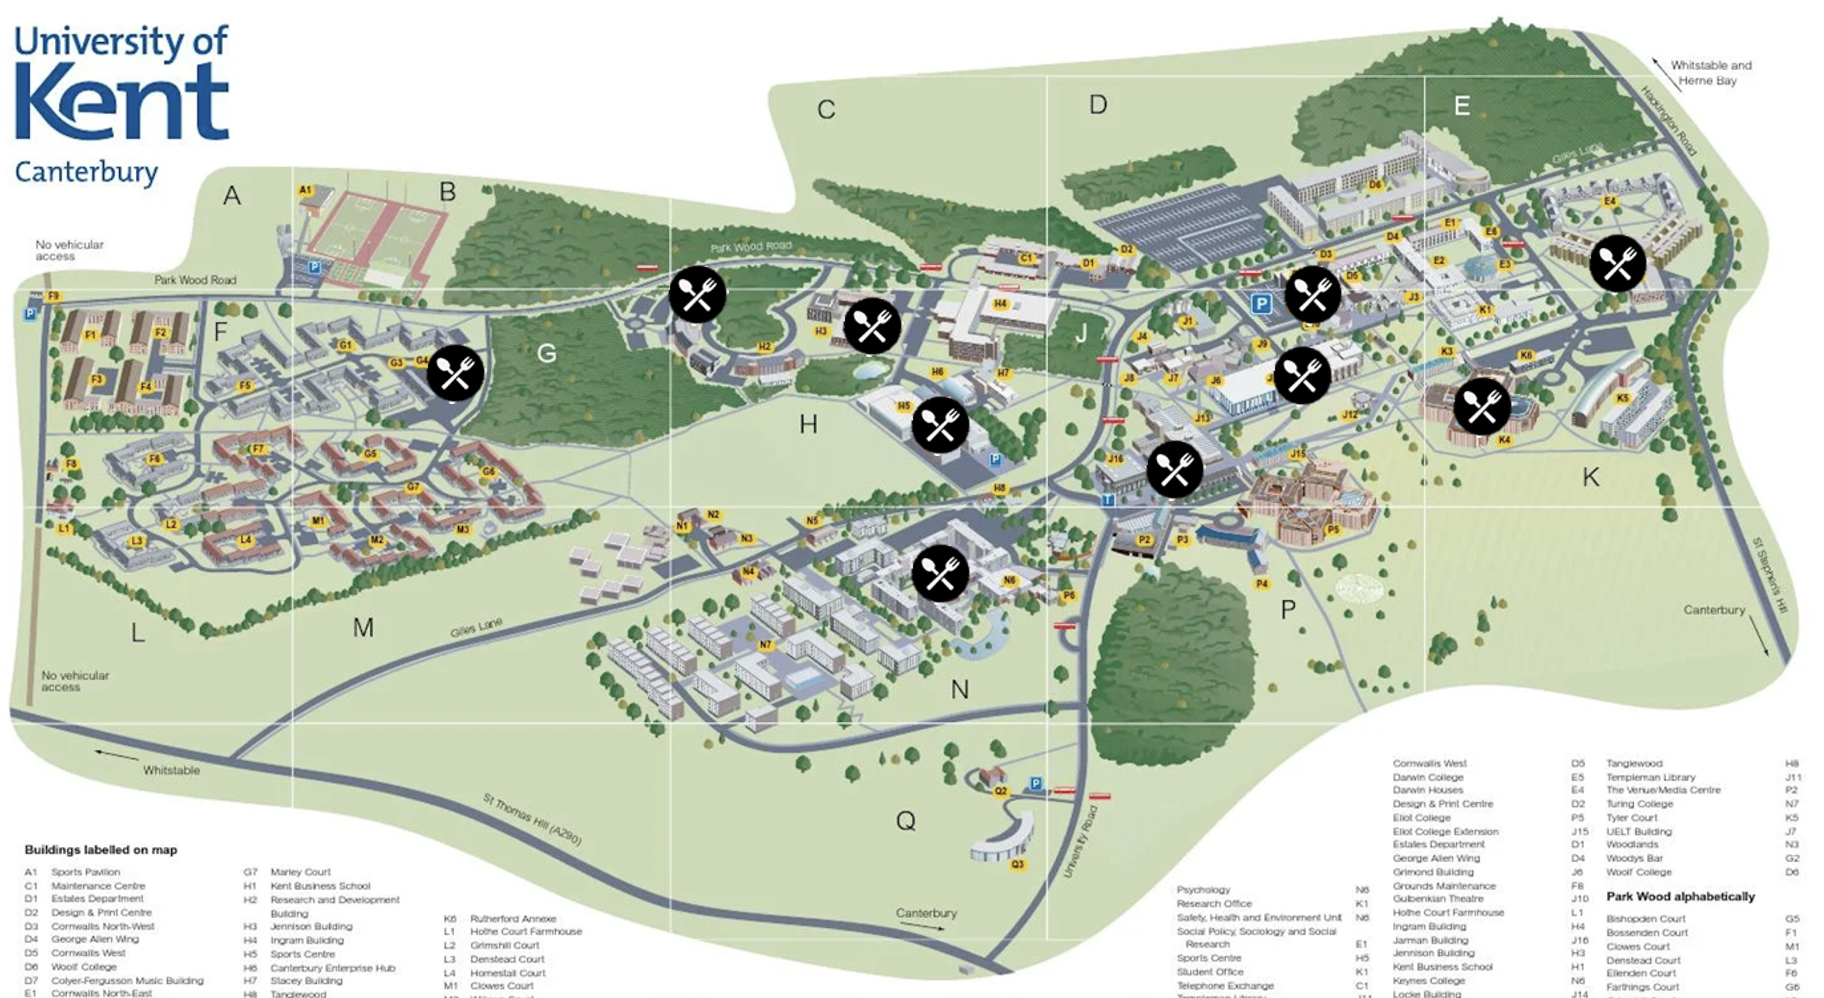 University of
Kent
Canterbury
Whitstable and
Herne Bay
Hackington Road
Giles Lane
A
B
C
D
E
A1
P
No vehicular
access
Park Wood Road
Park Wood Road
F9
P
F1
F2
F3
F4
F
G1
G3
G4
F5
G
C1
D1
D2
D3
D4
D5
D6
E1
E2
E3
E4
E6
H2
H3
H4
H5
H6
H7
H
P
H8
J
J1
J3
J4
J6
J7
J8
J9
P
J12
J13
J15
J16
T
K1
K3
K4
K5
K6
K5
K
F6
F7
F8
G5
G6
G7
L1
L2
L3
L4
M1
M2
M3
L
M
N1
N2
N3
N4
N5
N6
N7
N
P2
P3
P4
P5
P6
P
Giles Lane
St Stephen's Hill
Canterbury
No vehicular
access
Whitstable
St Thomas Hill (A290)
Q
Q2
P
Q3
University Road
Canterbury
Buildings labelled on map
A1 Sports Pavilion
C1 Maintenance Centre
D1 Estates Department
D2 Design & Print Centre
D3 Cornwallis North-West
D4 George Allen Wing
D5 Cornwallis West
D6 Woolf College
D7 Colyer-Fergusson Music Building
E1 Cornwallis North-East
G7 Marley Court
H1 Kent Business School
H2 Research and Development
Building
H3 Jennison Building
H4 Ingram Building
H5 Sports Centre
H6 Canterbury Enterprise Hub
H7 Stacey Building
H8 Tanglewood
K6 Rutherford Annexe
L1 Hothe Court Farmhouse
L2 Grimshill Court
L3 Denstead Court
L4 Homestall Court
M1 Clowes Court
Psychology N6
Research Office K1
Safety, Health and Environment Unit N6
Social Policy, Sociology and Social
Research E1
Sports Centre H5
Student Office K1
Telephone Exchange C1
Templeman Library J11
Cornwallis West D5
Darwin College E5
Darwin Houses E4
Design & Print Centre D2
Eliot College P5
Eliot College Extension J15
Estates Department D1
George Allen Wing D4
Grimond Building J6
Grounds Maintenance F8
Gulbenkian Theatre J10
Hothe Court Farmhouse L1
Ingram Building H4
Jarman Building J16
Jennison Building H3
Kent Business School H1
Keynes College N6
Locke Building J14
Tanglewood H8
Templeman Library J11
The Venue/Media Centre P2
Turing College N7
Tyler Court K5
UELT Building J7
Woodlands N3
Woodys Bar G2
Woolf College D6
Park Wood alphabetically
Bishopden Court G5
Bossenden Court F1
Clowes Court M1
Denstead Court L3
Ellenden Court F6
Farthings Court G6